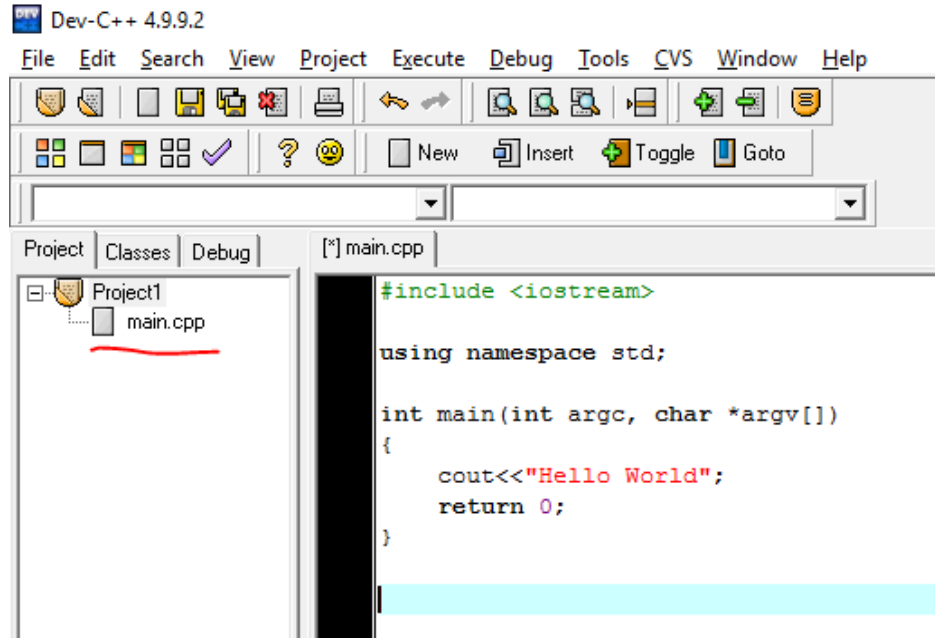 Dev-C++ 4.9.9.2
File Edit Search View Project Execute Debug Tools CVS Window Help
New Insert Toggle Goto
Project Classes Debug
[*] main.cpp
Project1
main.cpp
#include <iostream>
using namespace std;
int main(int argc, char *argv[])
{
cout<<"Hello World";
return 0;
}